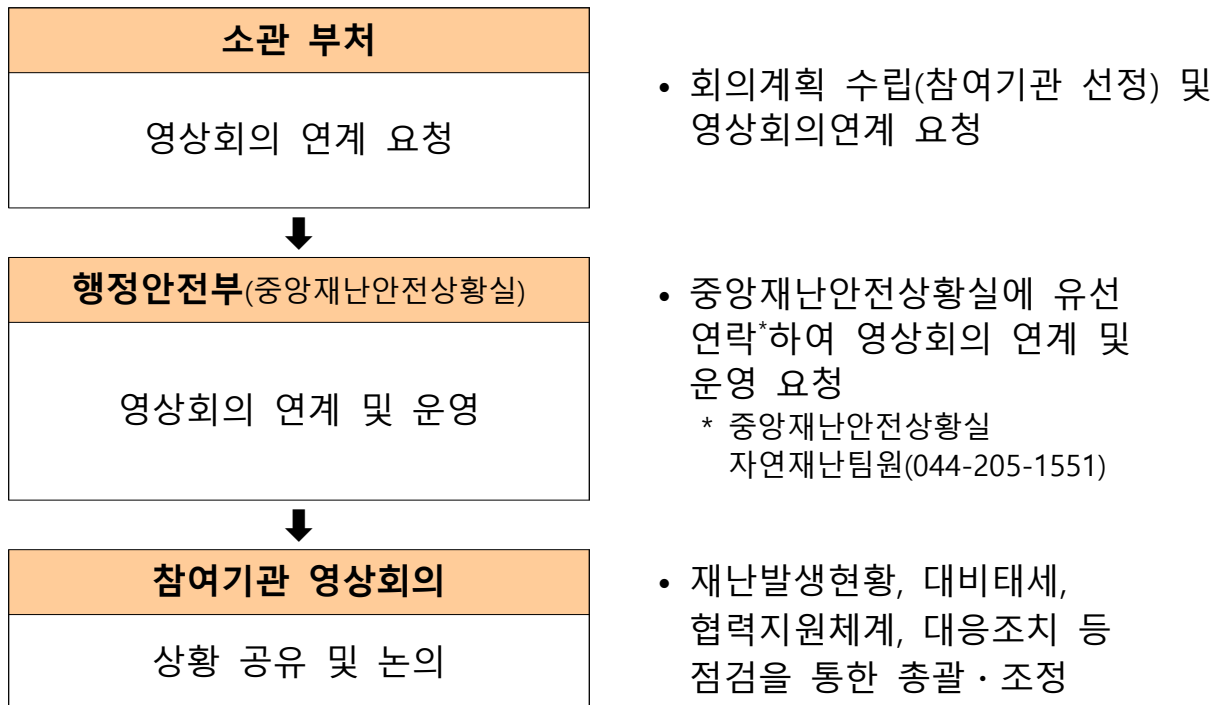 소관 부처
영상회의 연계 요청
• 회의계획 수립(참여기관 선정) 및
영상회의연계 요청
⬇
행정안전부(중앙재난안전상황실)
영상회의 연계 및 운영
• 중앙재난안전상황실에 유선
연락*하여 영상회의 연계 및
운영 요청
* 중앙재난안전상황실
자연재난팀원(044-205-1551)
⬇
참여기관 영상회의
상황 공유 및 논의
• 재난발생현황, 대비태세,
협력지원체계, 대응조치 등
점검을 통한 총괄・조정